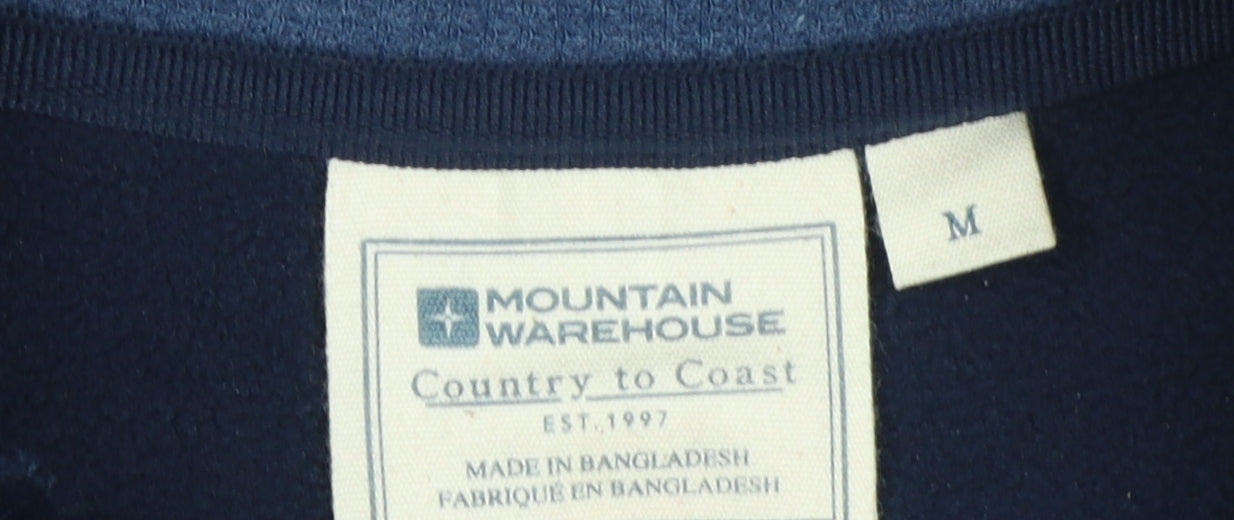 MOUNTAIN
WAREHOUSE
Country to Coast
EST. 1997
MADE IN BANGLADESH
FABRIQUÉ EN BANGLADESH
M